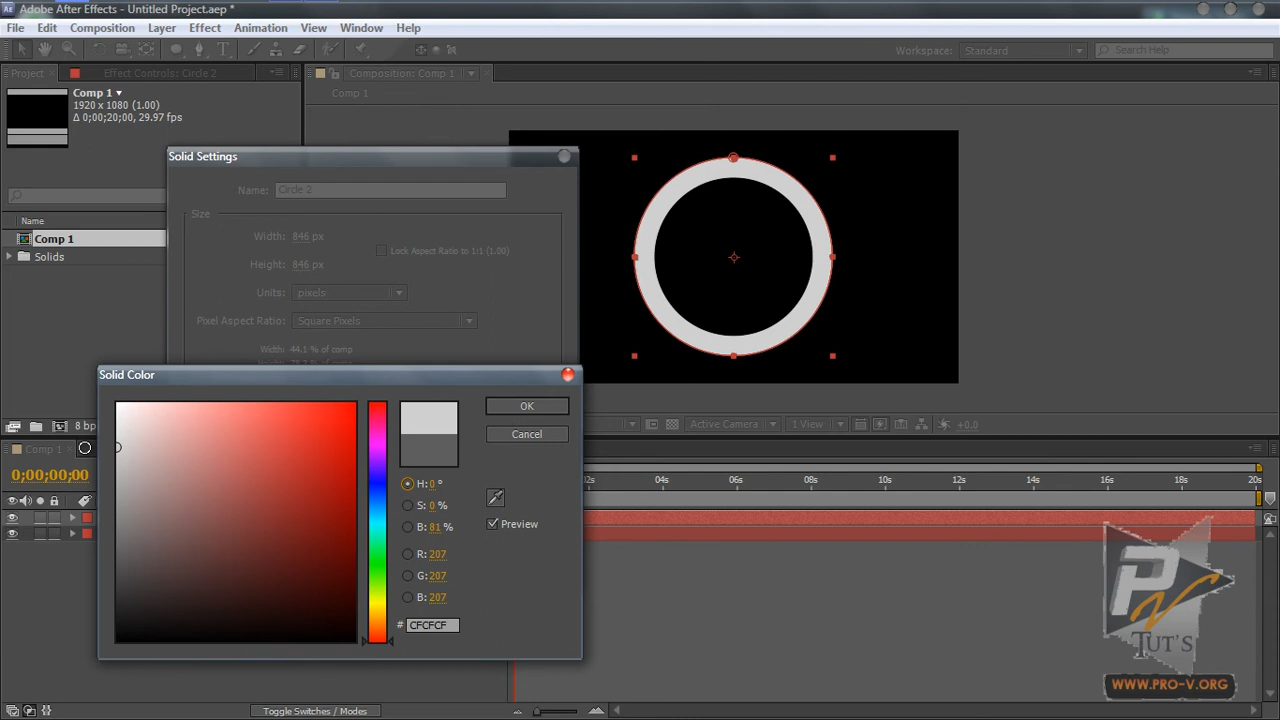 Adobe After Effects - Untitled Project.aep *
File Edit Composition Layer Effect Animation View Window Help
Workspace: Standard Search Help
Project Effect Controls: Circle 2 Composition: Comp 1
Comp 1
Comp 1
1920 x 1080 (1.00)
Δ 0;00;20;00, 29.97 fps
Solid Settings
Name: Circle 2
Size
Width: 846 px
Height: 846 px
Lock Aspect Ratio to 1:1 (1.00)
Units: pixels
Pixel Aspect Ratio: Square Pixels
Width: 44.1 % of comp
Name
Comp 1
Solids
Solid Color
OK
Cancel
H: 0 °
S: 0 %
B: 81 %
Preview
R: 207
G: 207
B: 207
# CFCFCF
8 bp
Active Camera 1 View +0.0
Comp 1
0;00;00;00
02s 04s 06s 08s 10s 12s 14s 16s 18s 20s
Toggle Switches / Modes
PV
TUT'S
WWW.PRO-V.ORG